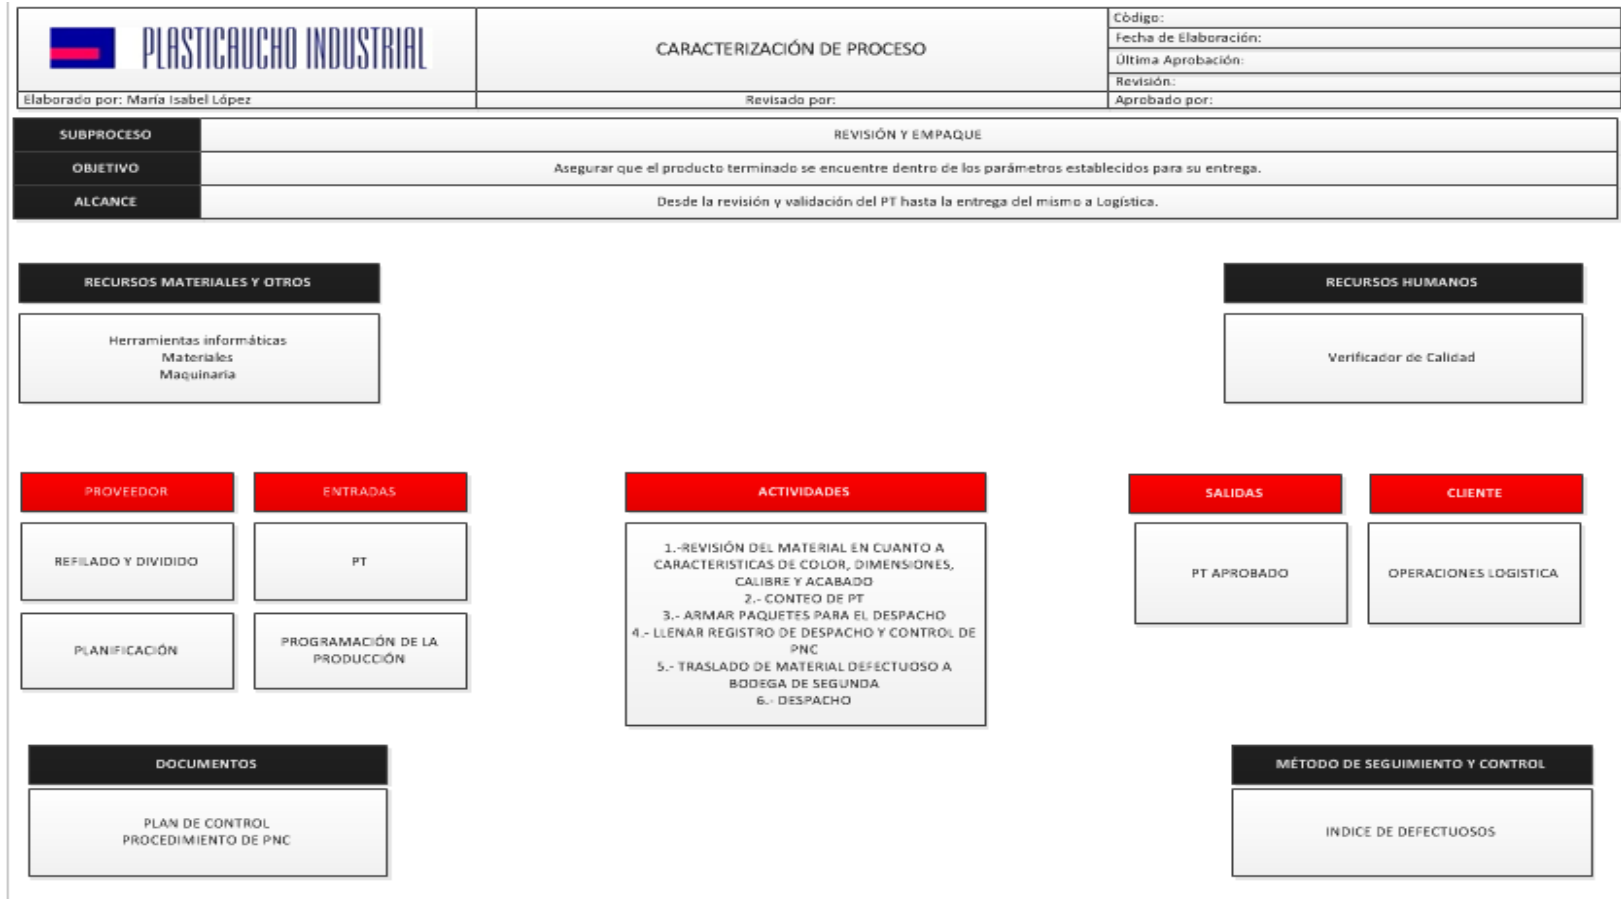 PLASTICAUCHO INDUSTRIAL
CARACTERIZACIÓN DE PROCESO
Còdigo:
Fecha de Elaboración:
Última Aprobación:
Revisión.:
Elaborado por: María Isabel López
Revisado por:
Aprobado por:
SUBPROCESO
REVISIÓN Y EMPAQUE
OBJETIVO
Asegurar que el producto terminado se encuentre dentro de los parámetros establecidos para su entrega.
ALCANCE
Desde la revisión y validación del PT hasta la entrega del mismo a Logística.
RECURSOS MATERIALES Y OTROS
Herramientas informáticas
Materiales
Maquinaria
RECURSOS HUMANOS
Verificador de Calidad
PROVEEDOR
REFILADO Y DIVIDIDO
PLANIFICACIÓN
ENTRADAS
PT
PROGRAMACIÓN DE LA
PRODUCCIÓN
ACTIVIDADES
1.-REVISIÓN DEL MATERIAL EN CUANTO A
CARACTERISTICAS DE COLOR, DIMENSIONES,
CALIBRE Y ACABADO
2.- CONTEO DE PT
3.- ARMAR PAQUETES PARA EL DESPACHO
4.- LLENAR REGISTRO DE DESPACHO Y CONTROL DE
PNC
5.- TRASLADO DE MATERIAL DEFECTUOSO A
BODEGA DE SEGUNDA
6.- DESPACHO
SALIDAS
PT APROBADO
CLIENTE
OPERACIONES LOGISTICA
DOCUMENTOS
PLAN DE CONTROL
PROCEDIMIENTO DE PNC
MÉTODO DE SEGUIMIENTO Y CONTROL
INDICE DE DEFECTUOSOS